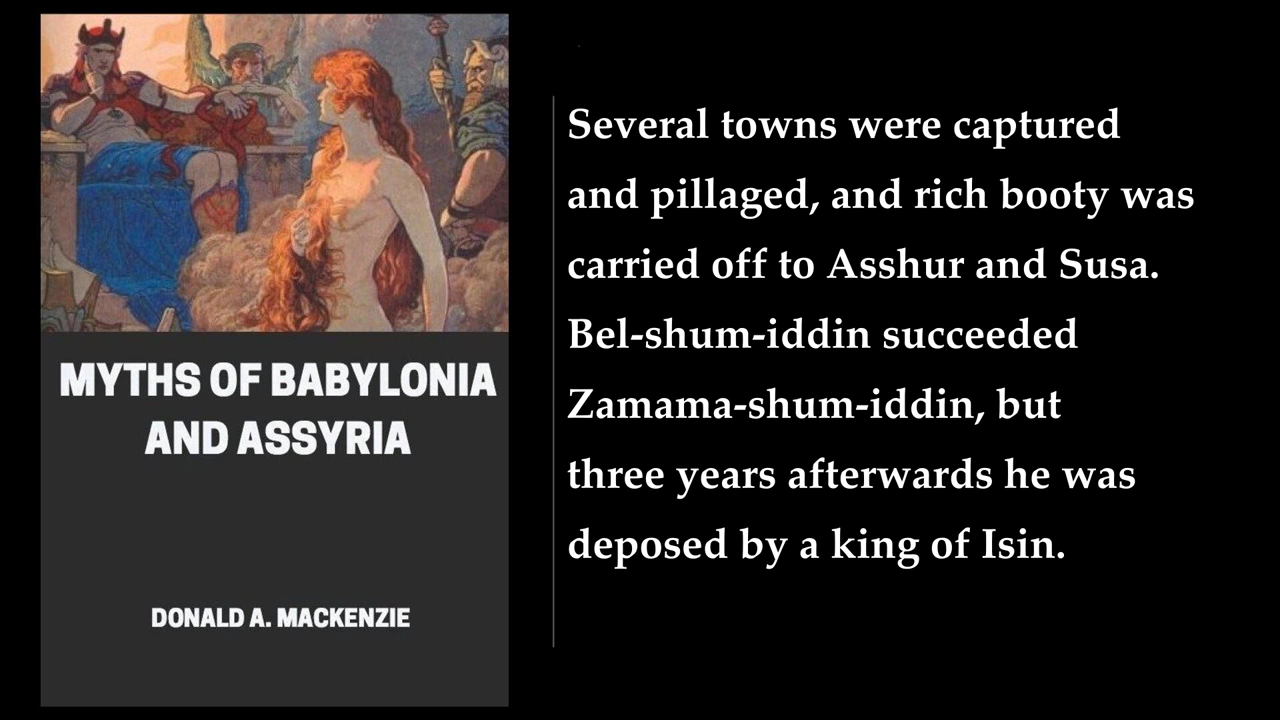 MYTHS OF BABYLONIA
AND ASSYRIA
DONALD A. MACKENZIE
Several towns were captured
and pillaged, and rich booty was
carried off to Asshur and Susa.
Bel-shum-iddin succeeded
Zamama-shum-iddin, but
three years afterwards he was
deposed by a king of Isin.